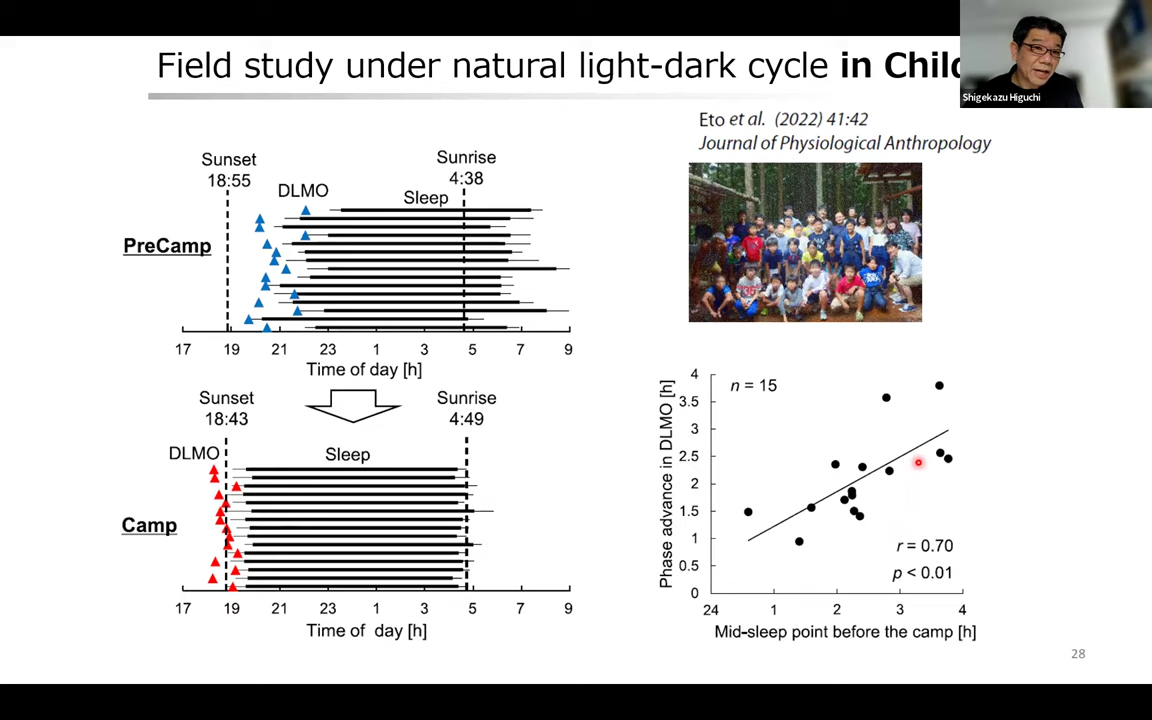 Field study under natural light-dark cycle in Chil
Shigekazu Higuchi
Eto et al. (2022) 41:42
Journal of Physiological Anthropology
Sunset
18:55
Sunrise
4:38
DLMO
Sleep
PreCamp
17 19 21 23 1 3 5 7 9
Time of day [h]
Sunset
18:43
Sunrise
4:49
DLMO
Sleep
Camp
17 19 21 23 1 3 5 7 9
Time of day [h]
Phase advance in DLMO [h]
4
3.5
3
2.5
2
1.5
1
0.5
0
n = 15
r = 0.70
p < 0.01
24 1 2 3 4
Mid-sleep point before the camp [h]
28